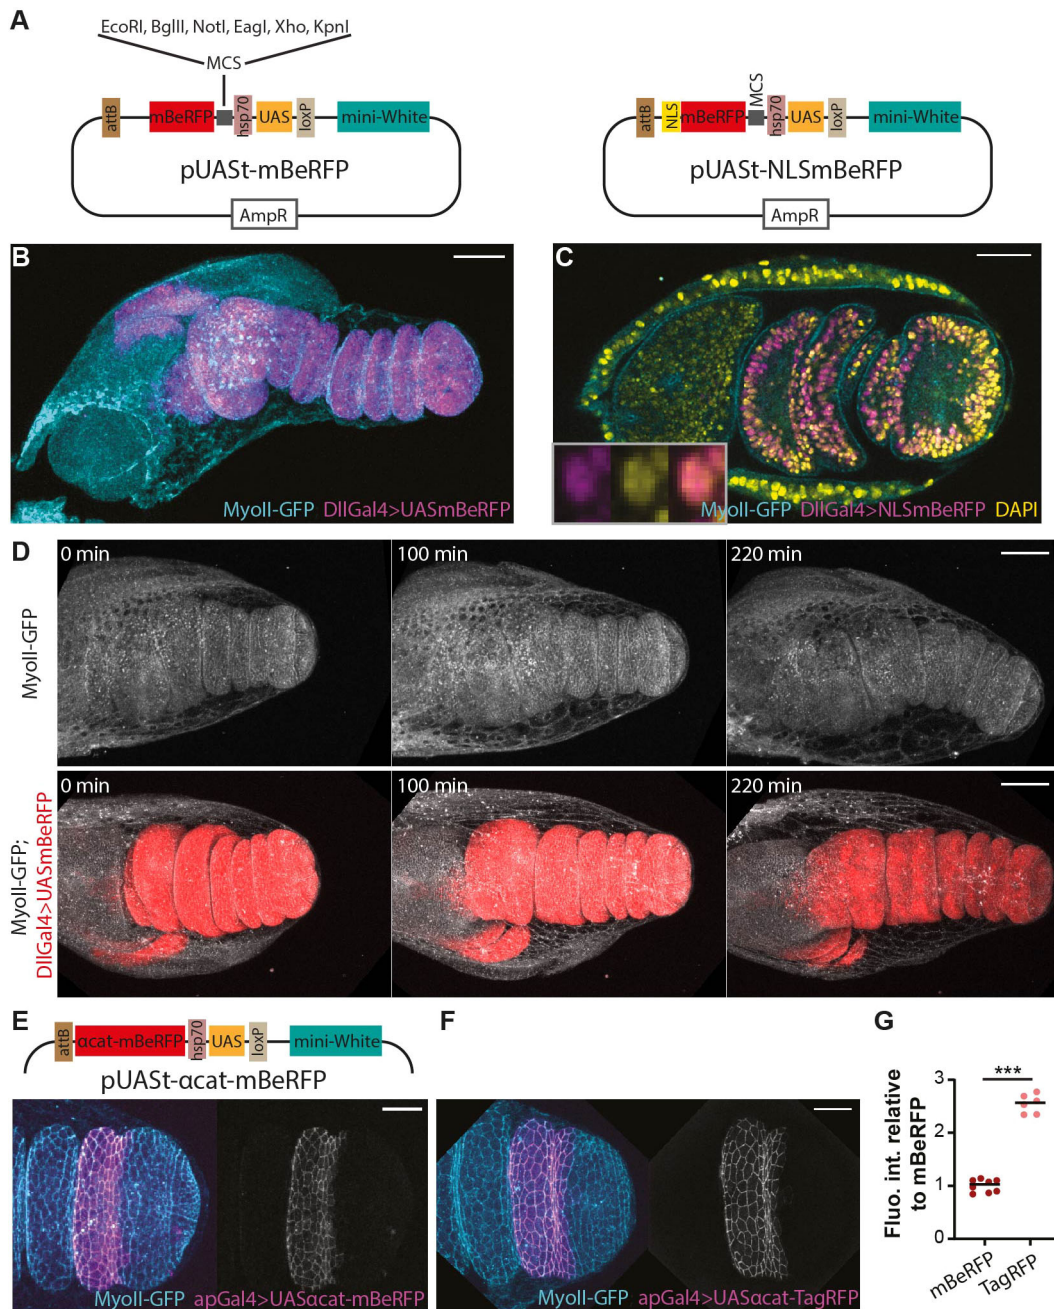 A
EcoRI, BglII, NotI, EagI, Xho, KpnI
MCS
attB
mBeRFP
hsp70
UAS
loxP
mini-White
pUASt-mBeRFP
AmpR
attB
NLS
mBeRFP
MCS
hsp70
UAS
loxP
mini-White
pUASt-NLSmBeRFP
AmpR
B
MyoII-GFP DllGal4>UASmBeRFP
C
MyoII-GFP DllGal4>NLSmBeRFP DAPI
D
MyoII-GFP
0 min
100 min
220 min
MyoII-GFP;
DllGal4>UASmBeRFP
0 min
100 min
220 min
E
attB
αcat-mBeRFP
hsp70
UAS
loxP
mini-White
pUASt-αcat-mBeRFP
MyoII-GFP apGal4>UASαcat-mBeRFP
F
MyoII-GFP apGal4>UASαcat-TagRFP
G
Fluo. int. relative
to mBeRFP
3
2
1
0
***
mBeRFP
TagRFP